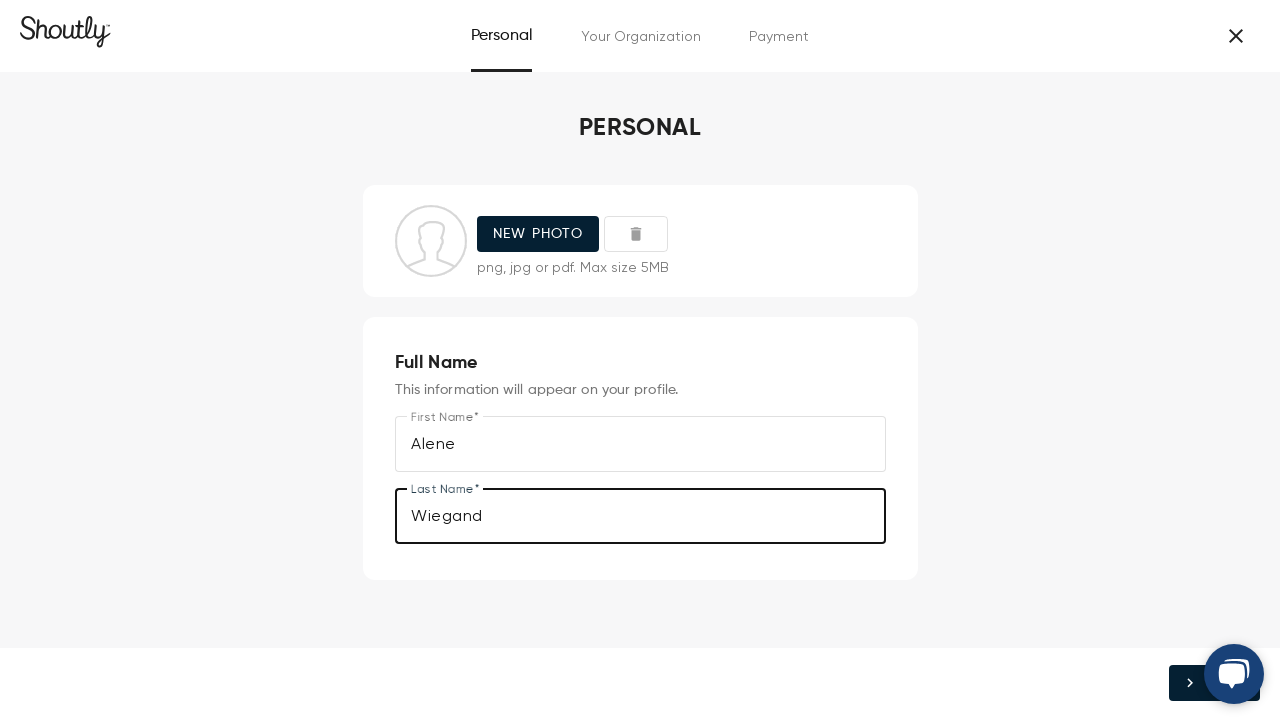 Shoutly™
Personal
Your Organization
Payment
PERSONAL
NEW PHOTO
png, jpg or pdf. Max size 5MB
Full Name
This information will appear on your profile.
First Name*
Alene
Last Name*
Wiegand